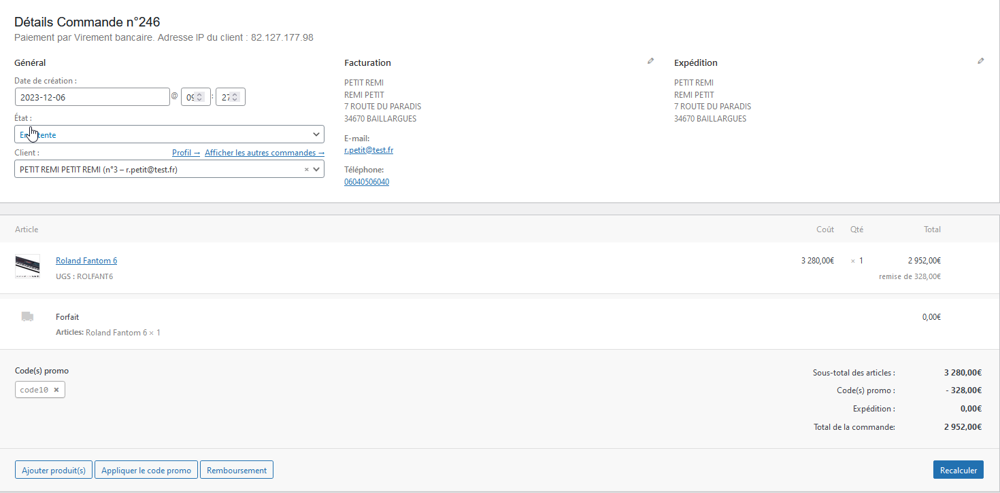 Détails Commande n°246
Paiement par Virement bancaire. Adresse IP du client : 82.127.177.98
Général
Date de création :
2023-12-06 @ 09 : 27
État :
En tente
Client : Profil → Afficher les autres commandes →
PETIT REMI PETIT REMI (n°3 – r.petit@test.fr) ×
Facturation
PETIT REMI
REMI PETIT
7 ROUTE DU PARADIS
34670 BAILLARGUES
E-mail:
r.petit@test.fr
Téléphone:
06040506040
Expédition
PETIT REMI
REMI PETIT
7 ROUTE DU PARADIS
34670 BAILLARGUES
Article Coût Qté Total
Roland Fantom 6 3 280,00€ × 1 2 952,00€
UGS : ROLFANT6 remise de 328,00€
Forfait 0,00€
Articles: Roland Fantom 6 × 1
Code(s) promo
code10 ×
Sous-total des articles : 3 280,00€
Code(s) promo : - 328,00€
Expédition : 0,00€
Total de la commande: 2 952,00€
Ajouter produit(s) Appliquer le code promo Remboursement Recalculer